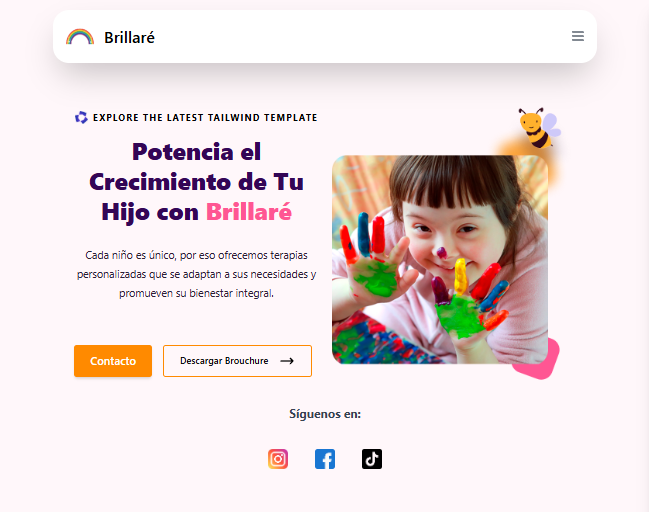 Brillaré
EXPLORE THE LATEST TAILWIND TEMPLATE
Potencia el
Crecimiento de Tu
Hijo con Brillaré
Cada niño es único, por eso ofrecemos terapias
personalizadas que se adaptan a sus necesidades y
promueven su bienestar integral.
Contacto
Descargar Brouchure
Síguenos en: